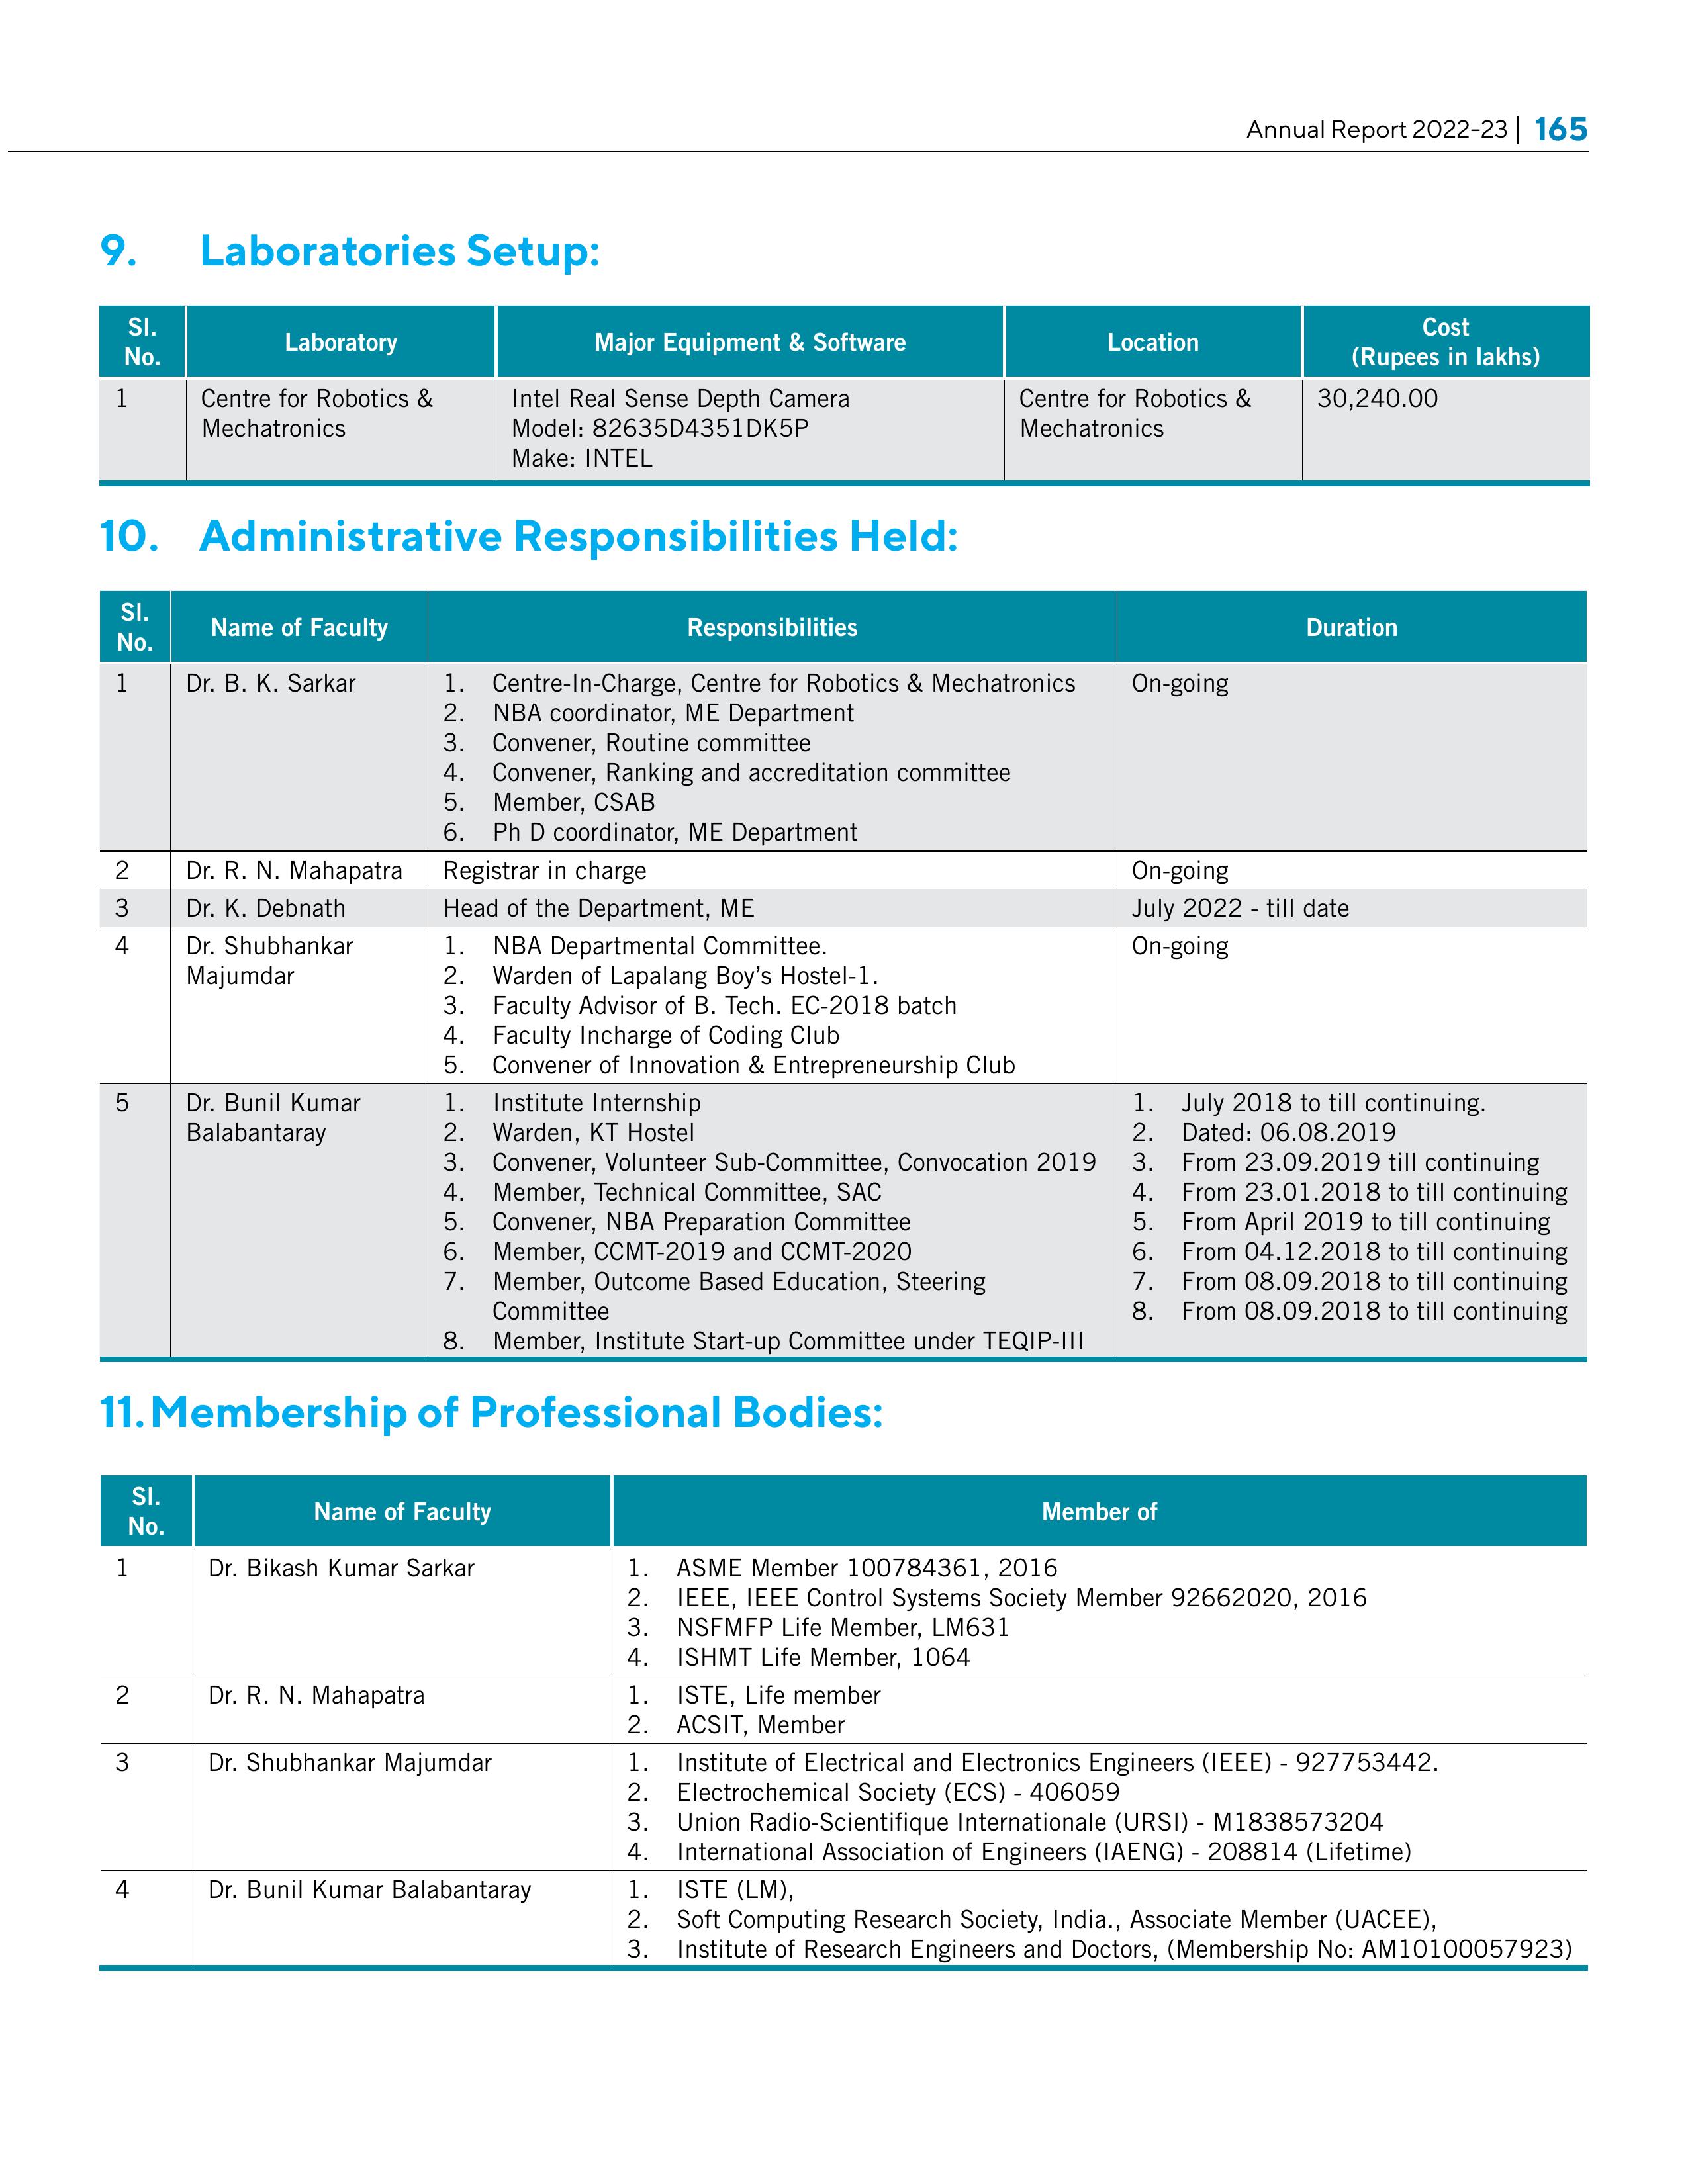 Annual Report 2022-23 | 165
9. Laboratories Setup:
Sl. No. Laboratory Major Equipment & Software Location Cost (Rupees in lakhs)
1 Centre for Robotics & Mechatronics Intel Real Sense Depth Camera Model: 82635D4351DK5P Make: INTEL Centre for Robotics & Mechatronics 30,240.00
10. Administrative Responsibilities Held:
Sl. No. Name of Faculty Responsibilities Duration
1 Dr. B. K. Sarkar 1. Centre-In-Charge, Centre for Robotics & Mechatronics On-going
2. NBA coordinator, ME Department
3. Convener, Routine committee
4. Convener, Ranking and accreditation committee
5. Member, CSAB
6. Ph D coordinator, ME Department
2 Dr. R. N. Mahapatra Registrar in charge On-going
3 Dr. K. Debnath Head of the Department, ME July 2022 - till date
4 Dr. Shubhankar Majumdar 1. NBA Departmental Committee. On-going
2. Warden of Lapalang Boy’s Hostel-1.
3. Faculty Advisor of B. Tech. EC-2018 batch
4. Faculty Incharge of Coding Club
5. Convener of Innovation & Entrepreneurship Club
5 Dr. Bunil Kumar Balabantaray
1. Institute Internship 1. July 2018 to till continuing.
2. Warden, KT Hostel 2. Dated: 06.08.2019
3. Convener, Volunteer Sub-Committee, Convocation 2019 3. From 23.09.2019 till continuing
4. Member, Technical Committee, SAC 4. From 23.01.2018 to till continuing
5. Convener, NBA Preparation Committee 5. From April 2019 to till continuing
6. Member, CCMT-2019 and CCMT-2020 6. From 04.12.2018 to till continuing
7. Member, Outcome Based Education, Steering Committee 7. From 08.09.2018 to till continuing
8. Member, Institute Start-up Committee under TEQIP-III 8. From 08.09.2018 to till continuing
11. Membership of Professional Bodies:
Sl. No. Name of Faculty Member of
1 Dr. Bikash Kumar Sarkar 1. ASME Member 100784361, 2016
2. IEEE, IEEE Control Systems Society Member 92662020, 2016
3. NSFMFP Life Member, LM631
4. ISHMT Life Member, 1064
2 Dr. R. N. Mahapatra 1. ISTE, Life member
2. ACSIT, Member
3 Dr. Shubhankar Majumdar 1. Institute of Electrical and Electronics Engineers (IEEE) - 927753442.
2. Electrochemical Society (ECS) - 406059
3. Union Radio-Scientifique Internationale (URSI) - M1838573204
4. International Association of Engineers (IAENG) - 208814 (Lifetime)
4 Dr. Bunil Kumar Balabantaray 1. ISTE (LM),
2. Soft Computing Research Society, India., Associate Member (UACEE),
3. Institute of Research Engineers and Doctors, (Membership No: AM10100057923)